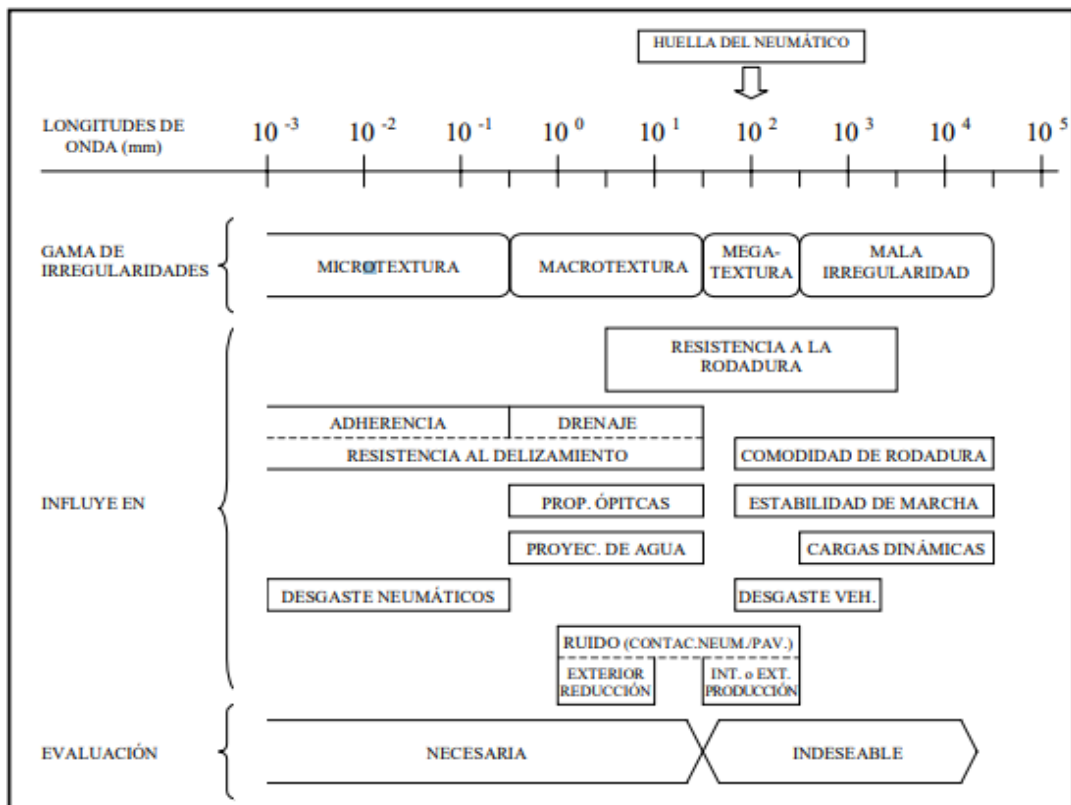 HUELLA DEL NEUMÁTICO
LONGITUDES DE
ONDA (mm)
10 -3 10 -2 10 -1 10 0 10 1 10 2 10 3 10 4 10 5
GAMA DE
IRREGULARIDADES
MICROTEXTURA
MACROTEXTURA
MEGA-
TEXTURA
MALA
IRREGULARIDAD
INFLUYE EN
RESISTENCIA A LA
RODADURA
ADHERENCIA
DRENAJE
RESISTENCIA AL DELIZAMIENTO
COMODIDAD DE RODADURA
PROP. ÓPITCAS
ESTABILIDAD DE MARCHA
PROYEC. DE AGUA
CARGAS DINÁMICAS
DESGASTE NEUMÁTICOS
DESGASTE VEH.
RUIDO (CONTAC.NEUM./PAV.)
EXTERIOR
REDUCCIÓN
INT. o EXT.
PRODUCCIÓN
EVALUACIÓN
NECESARIA
INDESEABLE